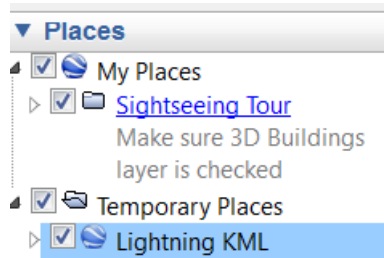 Places
My Places
Sightseeing Tour
Make sure 3D Buildings
layer is checked
Temporary Places
Lightning KML